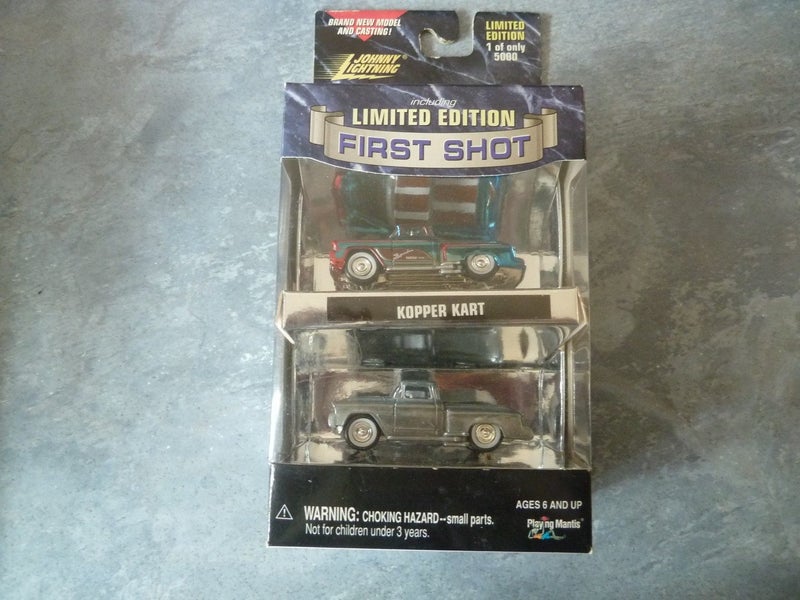 BRAND NEW MODEL
AND CASTING!
JOHNNY
LIGHTNING
LIMITED
EDITION
1 of only
5000
including
LIMITED EDITION
FIRST SHOT
KOPPER KART
WARNING: CHOKING HAZARD--small parts.
Not for children under 3 years.
AGES 6 AND UP
Playing Mantis